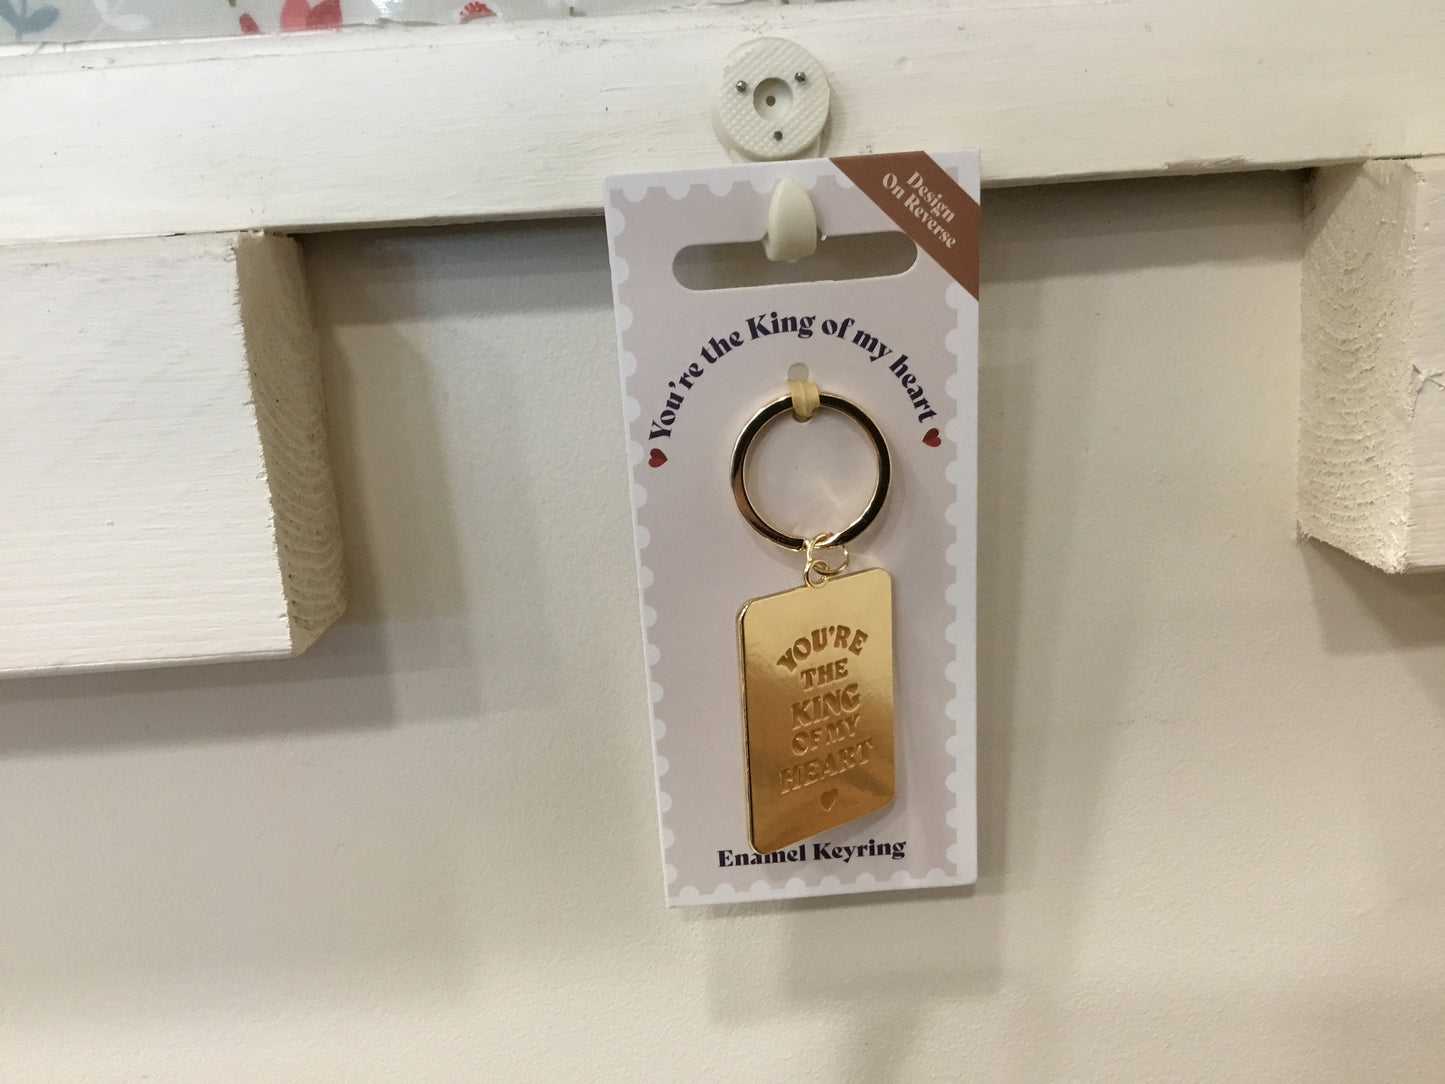 Design
On Reverse
You're the King of my heart
YOU'RE
THE
KING
OF MY
HEART
Enamel Keyring